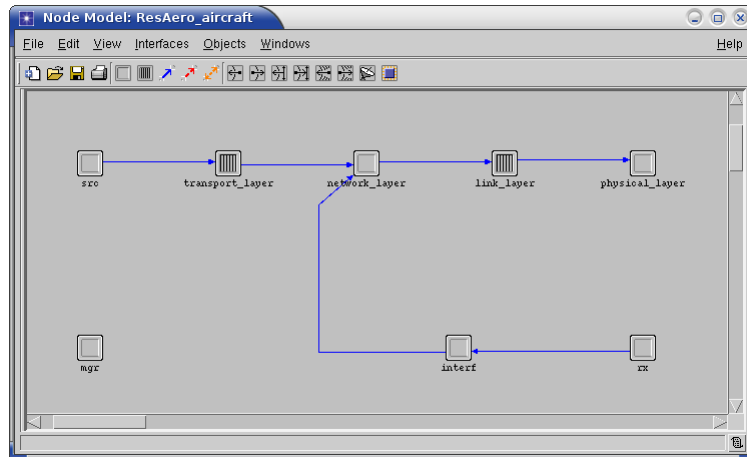 Node Model: ResAero_aircraft
File Edit View Interfaces Objects Windows Help
src transport_layer network_layer link_layer physical_layer
mgr interf rx